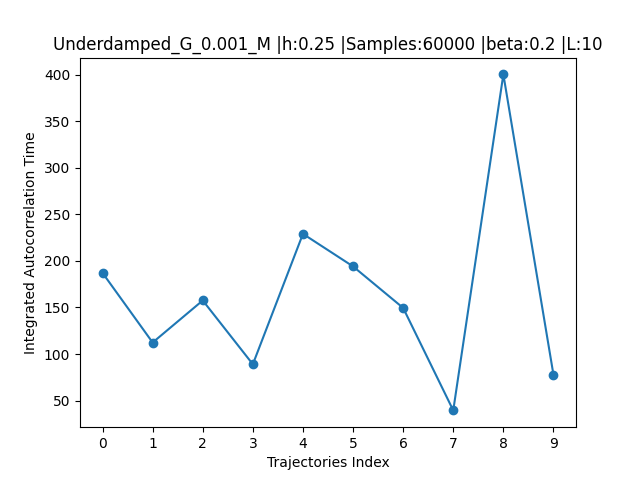 Underdamped_G_0.001_M |h:0.25 |Samples:60000 |beta:0.2 |L:10
Integrated Autocorrelation Time
400
350
300
250
200
150
100
50
0 1 2 3 4 5 6 7 8 9
Trajectories Index